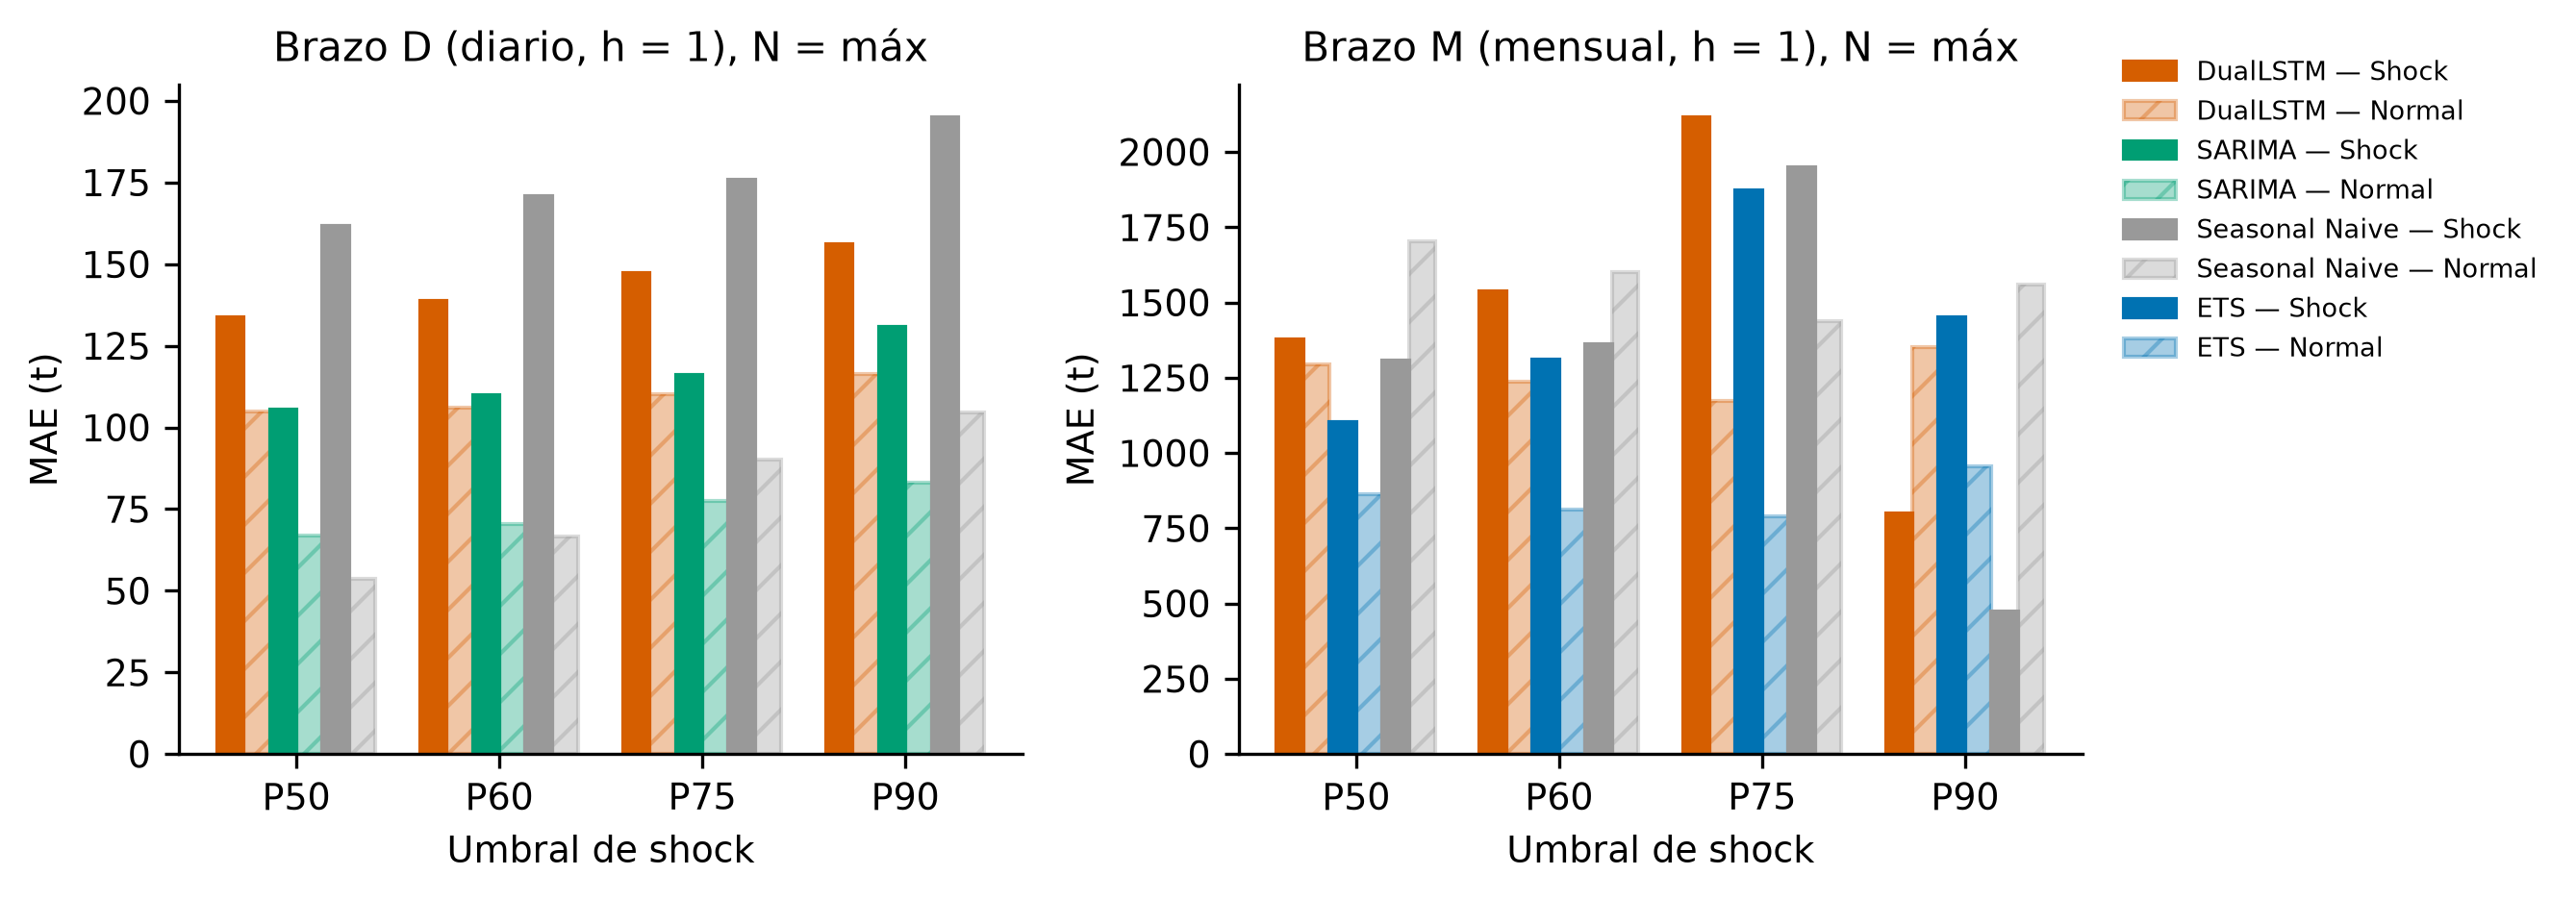 Brazo D (diario, h = 1), N = máx
MAE (t)
200
175
150
125
100
75
50
25
0
P50 P60 P75 P90
Umbral de shock
Brazo M (mensual, h = 1), N = máx
MAE (t)
2000
1750
1500
1250
1000
750
500
250
0
P50 P60 P75 P90
Umbral de shock
DualLSTM — Shock
DualLSTM — Normal
SARIMA — Shock
SARIMA — Normal
Seasonal Naive — Shock
Seasonal Naive — Normal
ETS — Shock
ETS — Normal